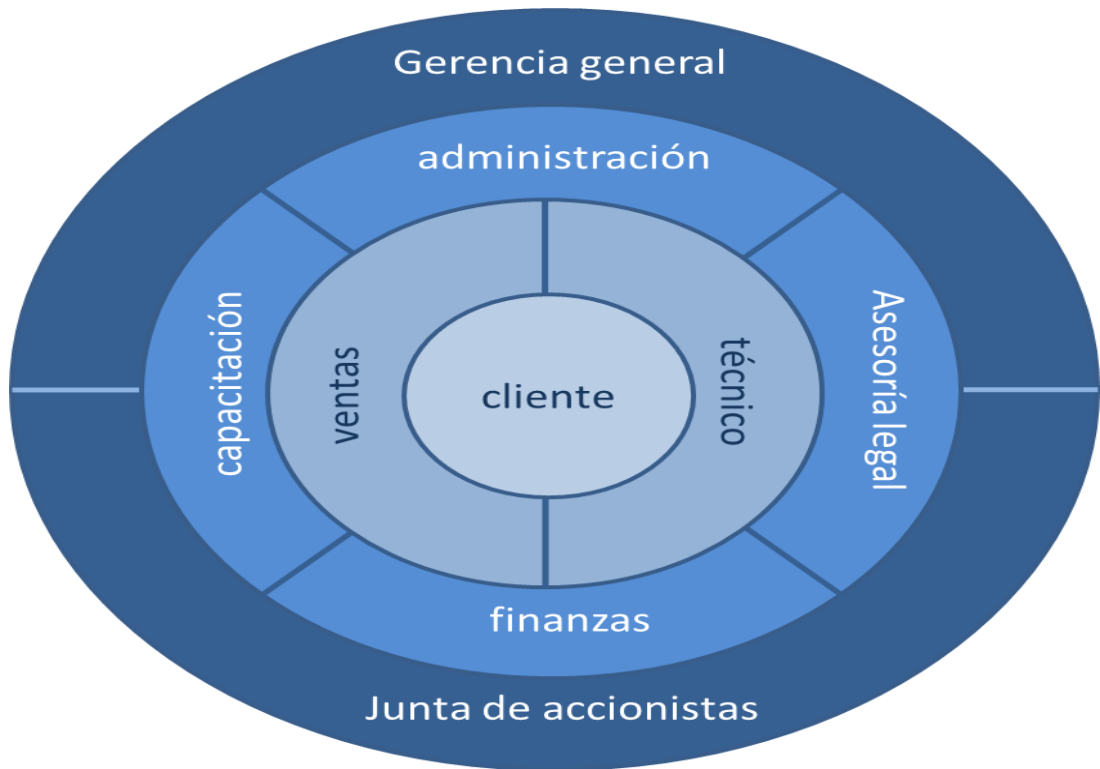 Gerencia general
administración
capacitación
ventas
cliente
técnico
Asesoría legal
finanzas
Junta de accionistas